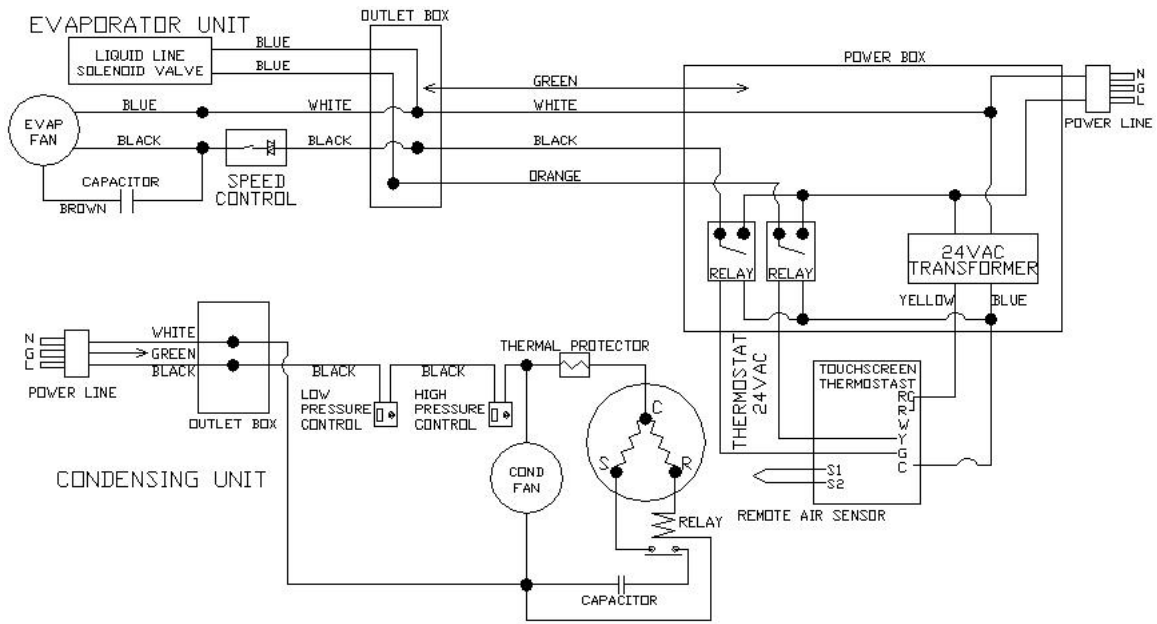 EVAPORATOR UNIT
OUTLET BOX
LIQUID LINE
SOLENOID VALVE
BLUE
BLUE
GREEN
POWER BOX
N
G
L
POWER LINE
EVAP
FAN
BLUE
WHITE
WHITE
BLACK
BLACK
BLACK
SPEED
CONTROL
CAPACITOR
BROWN
ORANGE
RELAY
RELAY
24VAC
TRANSFORMER
YELLOW
BLUE
N
G
L
POWER LINE
WHITE
GREEN
BLACK
OUTLET BOX
BLACK
LOW
PRESSURE
CONTROL
BLACK
HIGH
PRESSURE
CONTROL
THERMAL PROTECTOR
THERMOSTAT
24VAC
TOUCHSCREEN
THERMOSTAST
RC
R
W
Y
G
C
S1
S2
REMOTE AIR SENSOR
C
S
R
COND
FAN
RELAY
CAPACITOR
CONDENSING UNIT